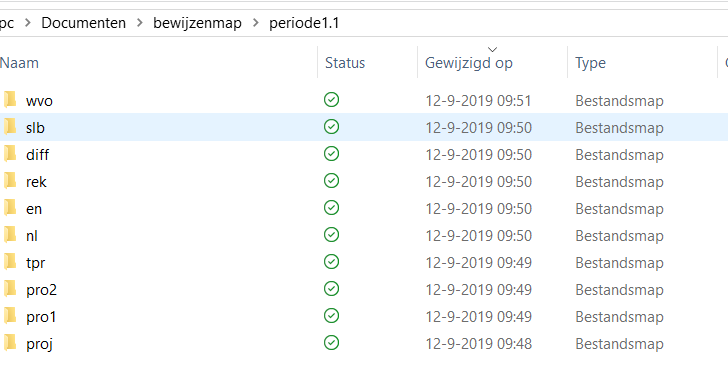 pc > Documenten > bewijzenmap > periode1.1
Naam Status Gewijzigd op Type
wvo 12-9-2019 09:51 Bestandsmap
slb 12-9-2019 09:50 Bestandsmap
diff 12-9-2019 09:50 Bestandsmap
rek 12-9-2019 09:50 Bestandsmap
en 12-9-2019 09:50 Bestandsmap
nl 12-9-2019 09:50 Bestandsmap
tpr 12-9-2019 09:49 Bestandsmap
pro2 12-9-2019 09:49 Bestandsmap
pro1 12-9-2019 09:49 Bestandsmap
proj 12-9-2019 09:48 Bestandsmap